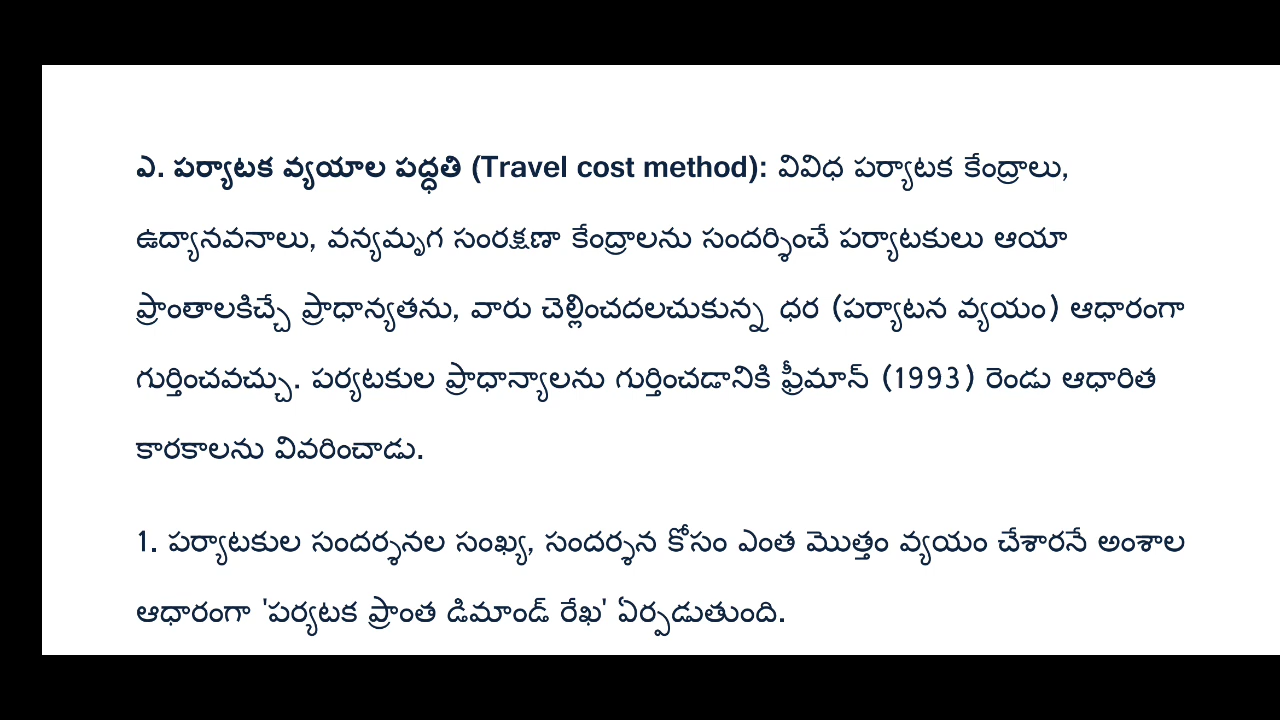 ఎ. పర్యాటక వ్యయాల పద్ధతి (Travel cost method): వివిధ పర్యాటక కేంద్రాలు,
ఉద్యానవనాలు, వన్యమృగ సంరక్షణా కేంద్రాలను సందర్శించే పర్యాటకులు ఆయా
ప్రాంతాలకిచ్చే ప్రాధాన్యతను, వారు చెల్లించదలచుకున్న ధర (పర్యాటన వ్యయం) ఆధారంగా
గుర్తించవచ్చు. పర్యటకుల ప్రాధాన్యాలను గుర్తించడానికి ఫ్రీమాన్ (1993) రెండు ఆధారిత
కారకాలను వివరించాడు.
1. పర్యాటకుల సందర్శనల సంఖ్య, సందర్శన కోసం ఎంత మొత్తం వ్యయం చేశారనే అంశాల
ఆధారంగా 'పర్యటక ప్రాంత డిమాండ్ రేఖ' ఏర్పడుతుంది.